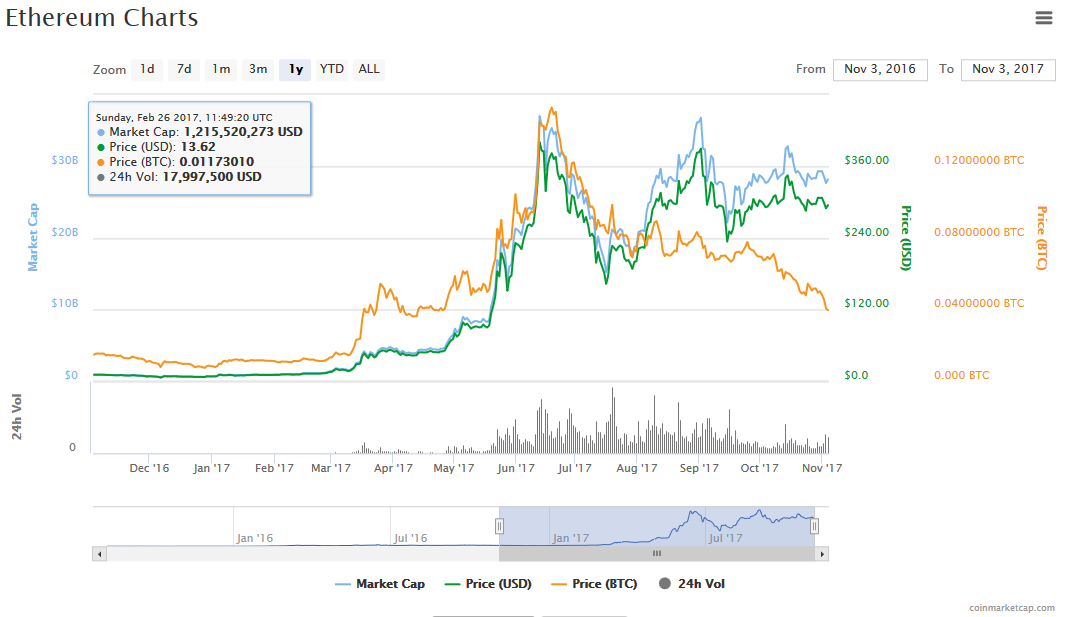 Ethereum Charts
Zoom 1d 7d 1m 3m 1y YTD ALL From Nov 3, 2016 To Nov 3, 2017
Sunday, Feb 26 2017, 11:49:20 UTC
Market Cap: 1,215,520,273 USD
Price (USD): 13.62
Price (BTC): 0.01173010
24h Vol: 17,997,500 USD
$30B $360.00 0.12000000 BTC
$20B $240.00 0.08000000 BTC
$10B $120.00 0.04000000 BTC
$0 $0.0 0.000 BTC
Market Cap
Price (USD)
Price (BTC)
24h Vol
0
Dec '16 Jan '17 Feb '17 Mar '17 Apr '17 May '17 Jun '17 Jul '17 Aug '17 Sep '17 Oct '17 Nov '17
Jan '16 Jul '16 Jan '17 Jul '17
Market Cap Price (USD) Price (BTC) 24h Vol
coinmarketcap.com